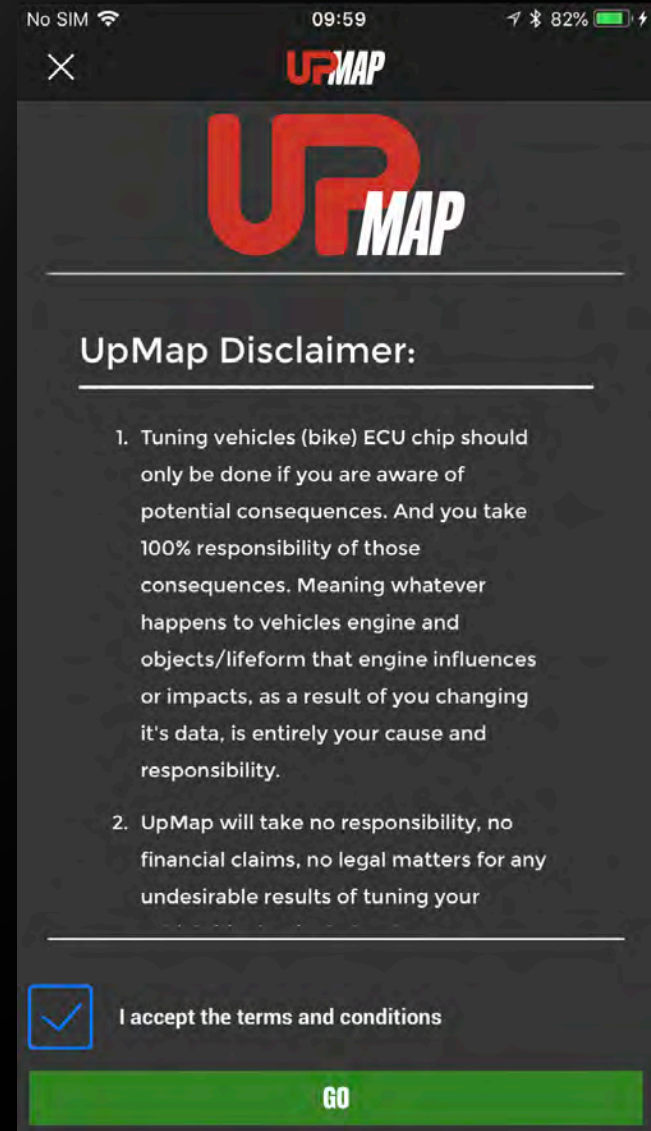 No SIM 09:59 82%
UPMAP
UPMAP
UpMap Disclaimer:
1. Tuning vehicles (bike) ECU chip should
only be done if you are aware of
potential consequences. And you take
100% responsibility of those
consequences. Meaning whatever
happens to vehicles engine and
objects/lifeform that engine influences
or impacts, as a result of you changing
it's data, is entirely your cause and
responsibility.
2. UpMap will take no responsibility, no
financial claims, no legal matters for any
undesirable results of tuning your
I accept the terms and conditions
GO